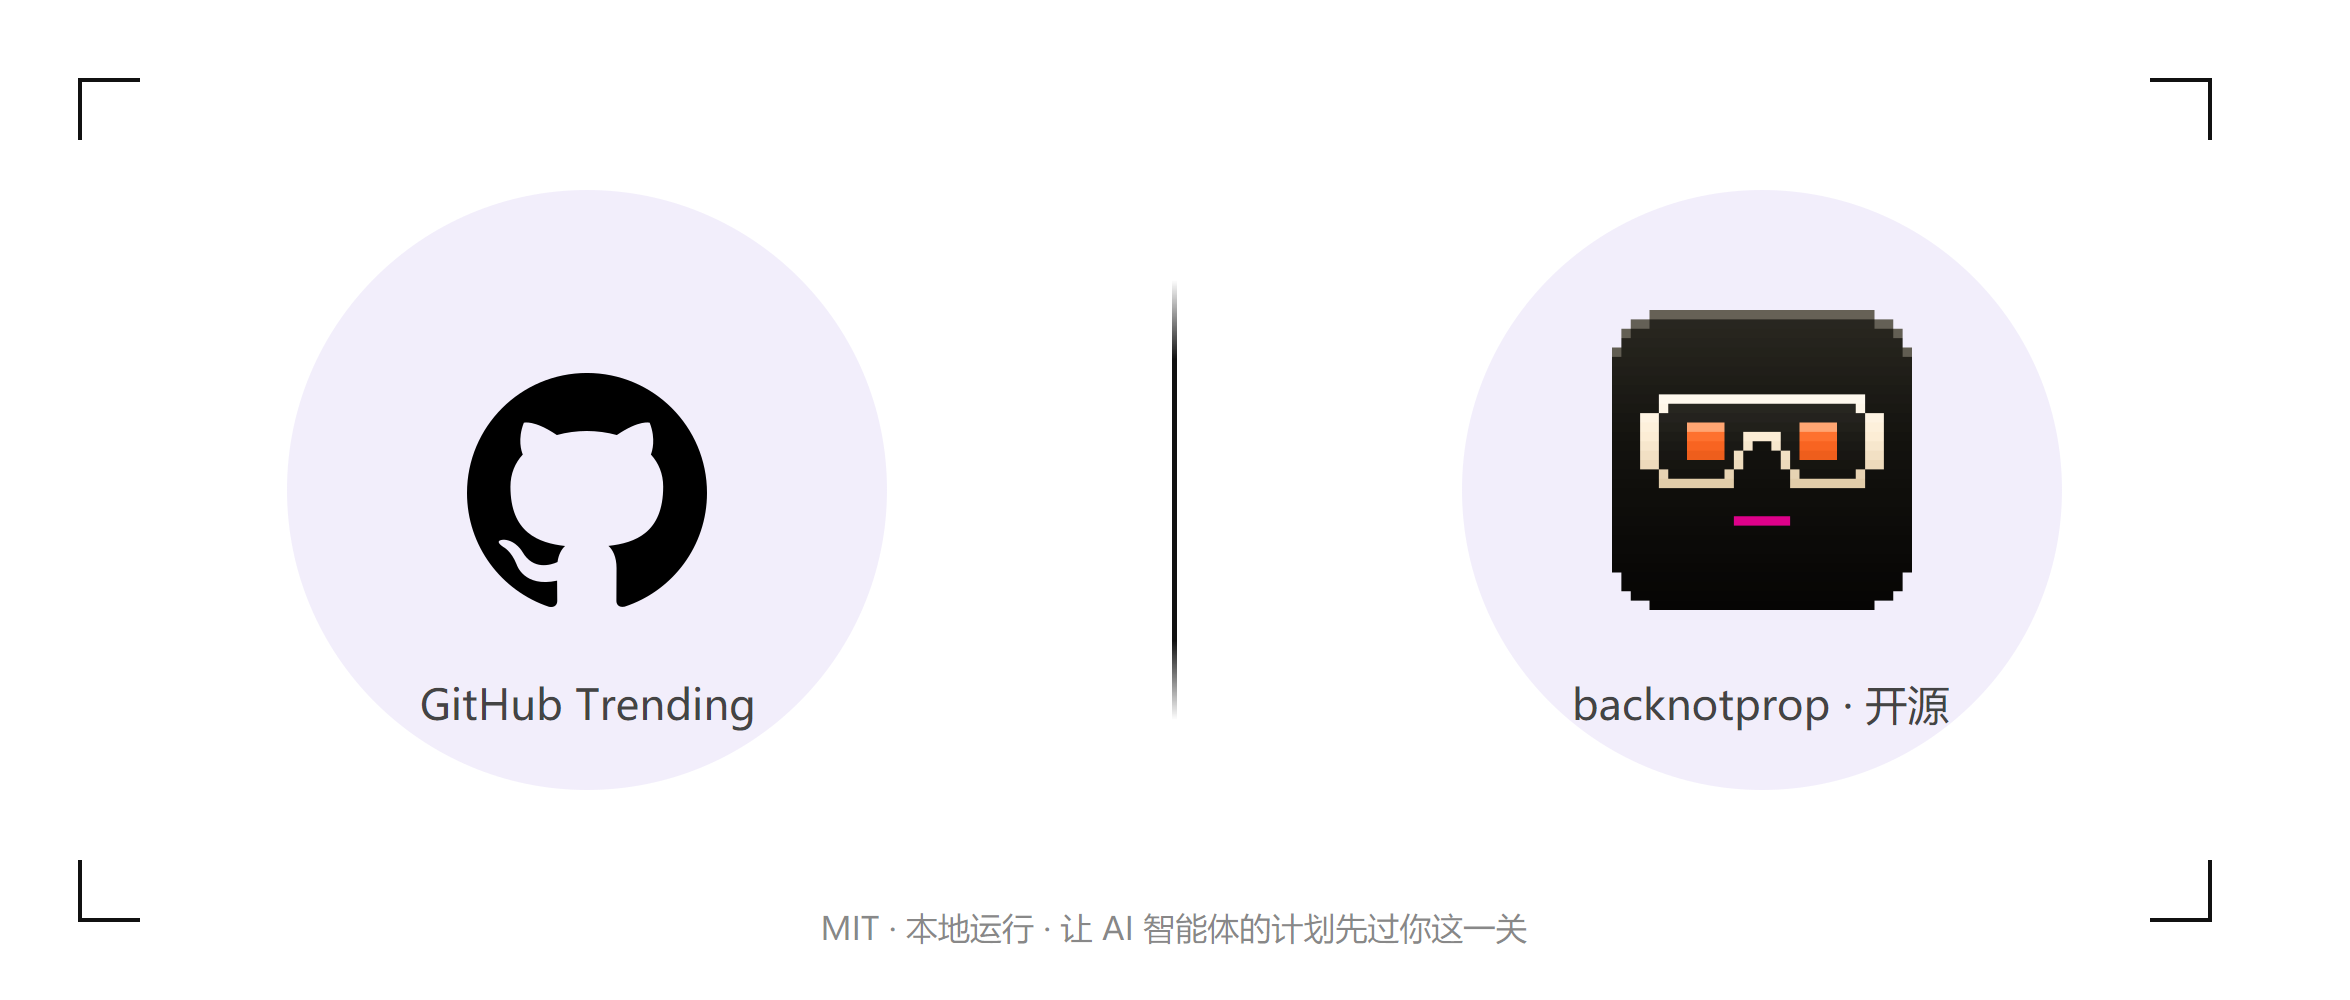 GitHub Trending
backnotprop · 开源
MIT · 本地运行 · 让 AI 智能体的计划先过你这一关